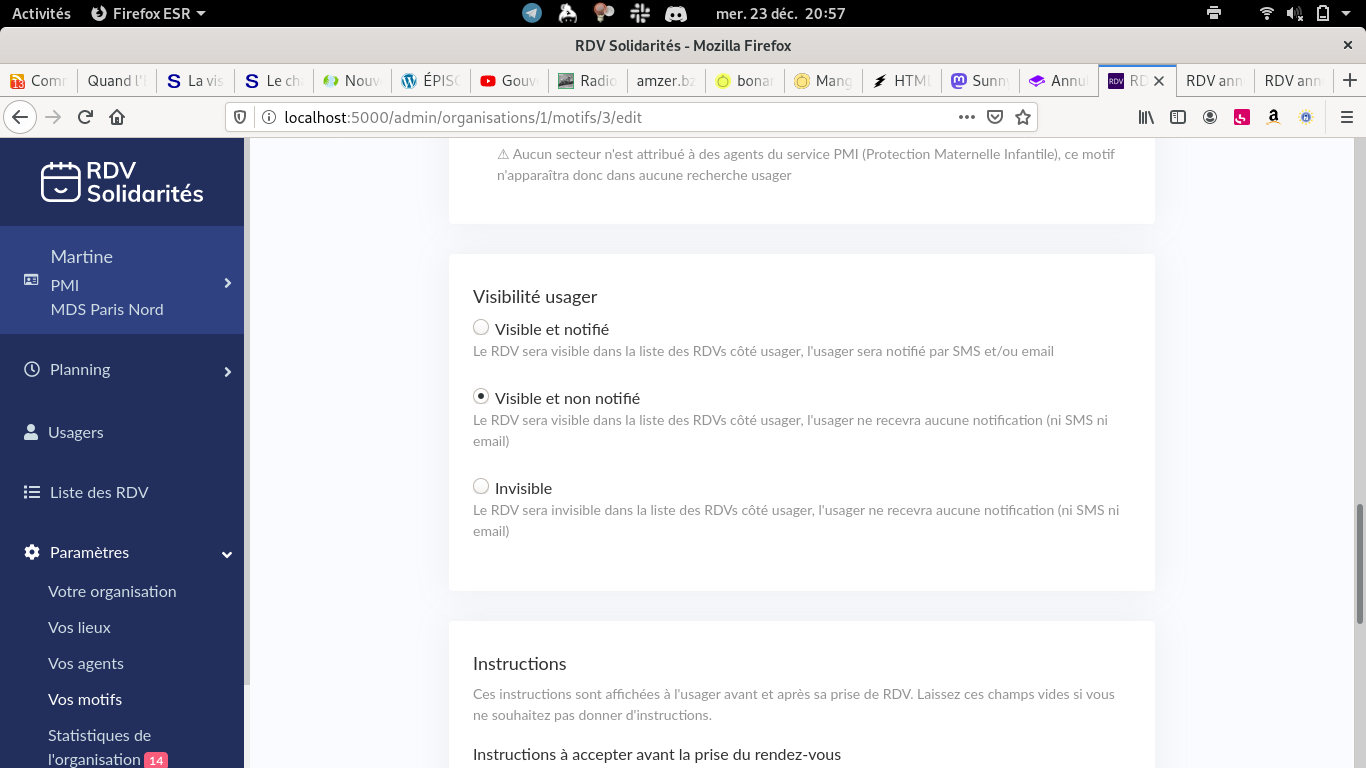 Activités Firefox ESR mer. 23 déc. 20:57
RDV Solidarités - Mozilla Firefox
Comm Quand l'I La vis Le cha Nouv ÉPISC Gouv Radio amzer.bz bonar Mang HTML Sunny Annul RD RDV ann RDV ann
localhost:5000/admin/organisations/1/motifs/3/edit
RDV
Solidarités
Martine
PMI
MDS Paris Nord
Planning
Usagers
Liste des RDV
Paramètres
Votre organisation
Vos lieux
Vos agents
Vos motifs
Statistiques de
l'organisation 14
⚠ Aucun secteur n'est attribué à des agents du service PMI (Protection Maternelle Infantile), ce motif
n'apparaîtra donc dans aucune recherche usager
Visibilité usager
Visible et notifié
Le RDV sera visible dans la liste des RDVs côté usager, l'usager sera notifié par SMS et/ou email
Visible et non notifié
Le RDV sera visible dans la liste des RDVs côté usager, l'usager ne recevra aucune notification (ni SMS ni
email)
Invisible
Le RDV sera invisible dans la liste des RDVs côté usager, l'usager ne recevra aucune notification (ni SMS ni
email)
Instructions
Ces instructions sont affichées à l'usager avant et après sa prise de RDV. Laissez ces champs vides si vous
ne souhaitez pas donner d'instructions.
Instructions à accepter avant la prise du rendez-vous